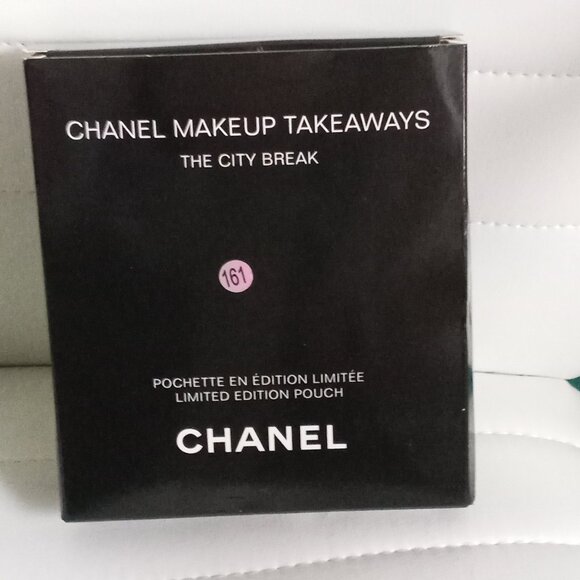 CHANEL MAKEUP TAKEAWAYS
THE CITY BREAK
161
POCHETTE EN ÉDITION LIMITÉE
LIMITED EDITION POUCH
CHANEL